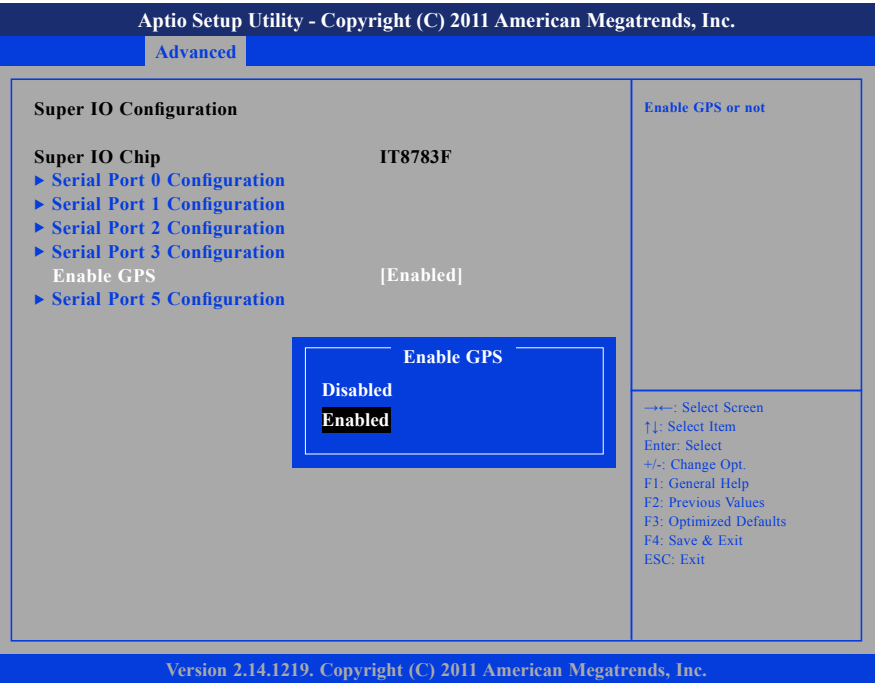 Aptio Setup Utility - Copyright (C) 2011 American Megatrends, Inc.
Advanced
Super IO Configuration
Super IO Chip IT8783F
► Serial Port 0 Configuration
► Serial Port 1 Configuration
► Serial Port 2 Configuration
► Serial Port 3 Configuration
Enable GPS [Enabled]
► Serial Port 5 Configuration
Enable GPS
Disabled
Enabled
Enable GPS or not
→←: Select Screen
↑↓: Select Item
Enter: Select
+/-: Change Opt.
F1: General Help
F2: Previous Values
F3: Optimized Defaults
F4: Save & Exit
ESC: Exit
Version 2.14.1219. Copyright (C) 2011 American Megatrends, Inc.